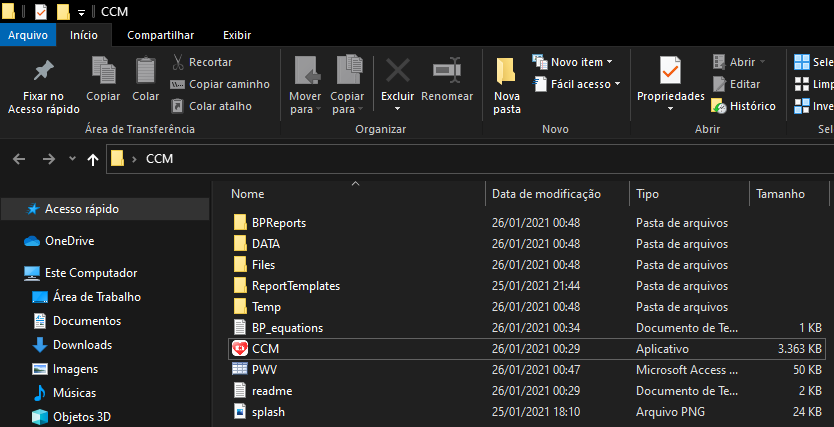 CCM
Arquivo Início Compartilhar Exibir
Fixar no Acesso rápido
Copiar
Colar
Recortar
Copiar caminho
Colar atalho
Área de Transferência
Mover para
Copiar para
Excluir
Renomear
Organizar
Nova pasta
Novo item
Fácil acesso
Novo
Propriedades
Abrir
Editar
Histórico
Abrir
Sele
Limp
Inve
Sel
CCM
Acesso rápido
OneDrive
Este Computador
Área de Trabalho
Documentos
Downloads
Imagens
Músicas
Objetos 3D
Nome Data de modificação Tipo Tamanho
BPReports 26/01/2021 00:48 Pasta de arquivos
DATA 26/01/2021 00:48 Pasta de arquivos
Files 26/01/2021 00:48 Pasta de arquivos
ReportTemplates 25/01/2021 21:44 Pasta de arquivos
Temp 26/01/2021 00:48 Pasta de arquivos
BP_equations 26/01/2021 00:34 Documento de Te... 1 KB
CCM 26/01/2021 00:29 Aplicativo 3.363 KB
PWV 26/01/2021 00:47 Microsoft Access ... 50 KB
readme 26/01/2021 00:29 Documento de Te... 2 KB
splash 25/01/2021 18:10 Arquivo PNG 24 KB